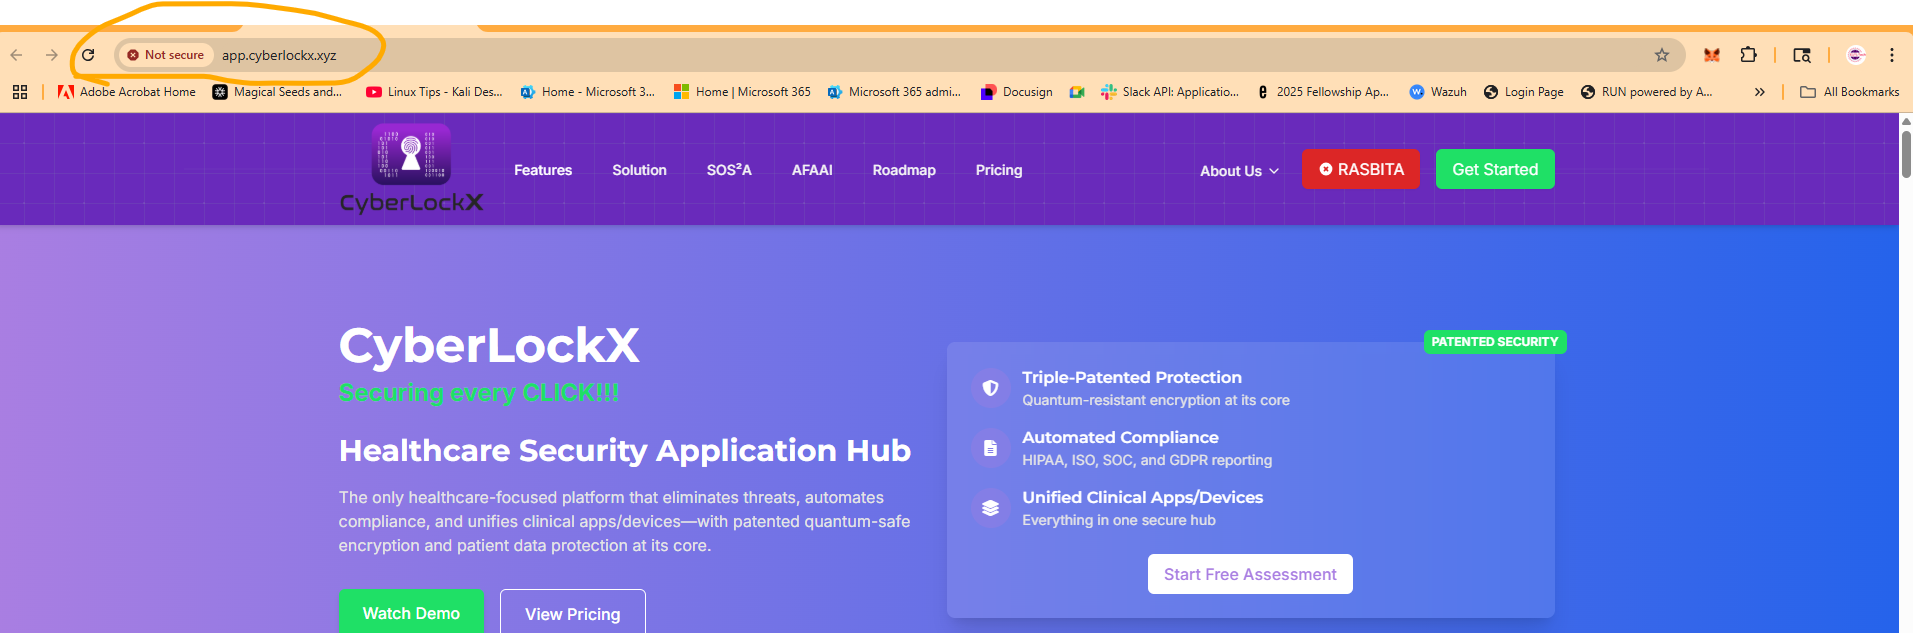 Not secure app.cyberlockx.xyz
Adobe Acrobat Home Magical Seeds and... Linux Tips - Kali Des... Home - Microsoft 3... Home | Microsoft 365 Microsoft 365 admi... Docusign Slack API: Applicatio... 2025 Fellowship Ap... Wazuh Login Page RUN powered by A... » All Bookmarks
CyberLockX
Features Solution SOS²A AFAAI Roadmap Pricing About Us RASBITA Get Started
CyberLockX
Securing every CLICK!!!
Healthcare Security Application Hub
The only healthcare-focused platform that eliminates threats, automates
compliance, and unifies clinical apps/devices—with patented quantum-safe
encryption and patient data protection at its core.
Watch Demo View Pricing
PATENTED SECURITY
Triple-Patented Protection
Quantum-resistant encryption at its core
Automated Compliance
HIPAA, ISO, SOC, and GDPR reporting
Unified Clinical Apps/Devices
Everything in one secure hub
Start Free Assessment